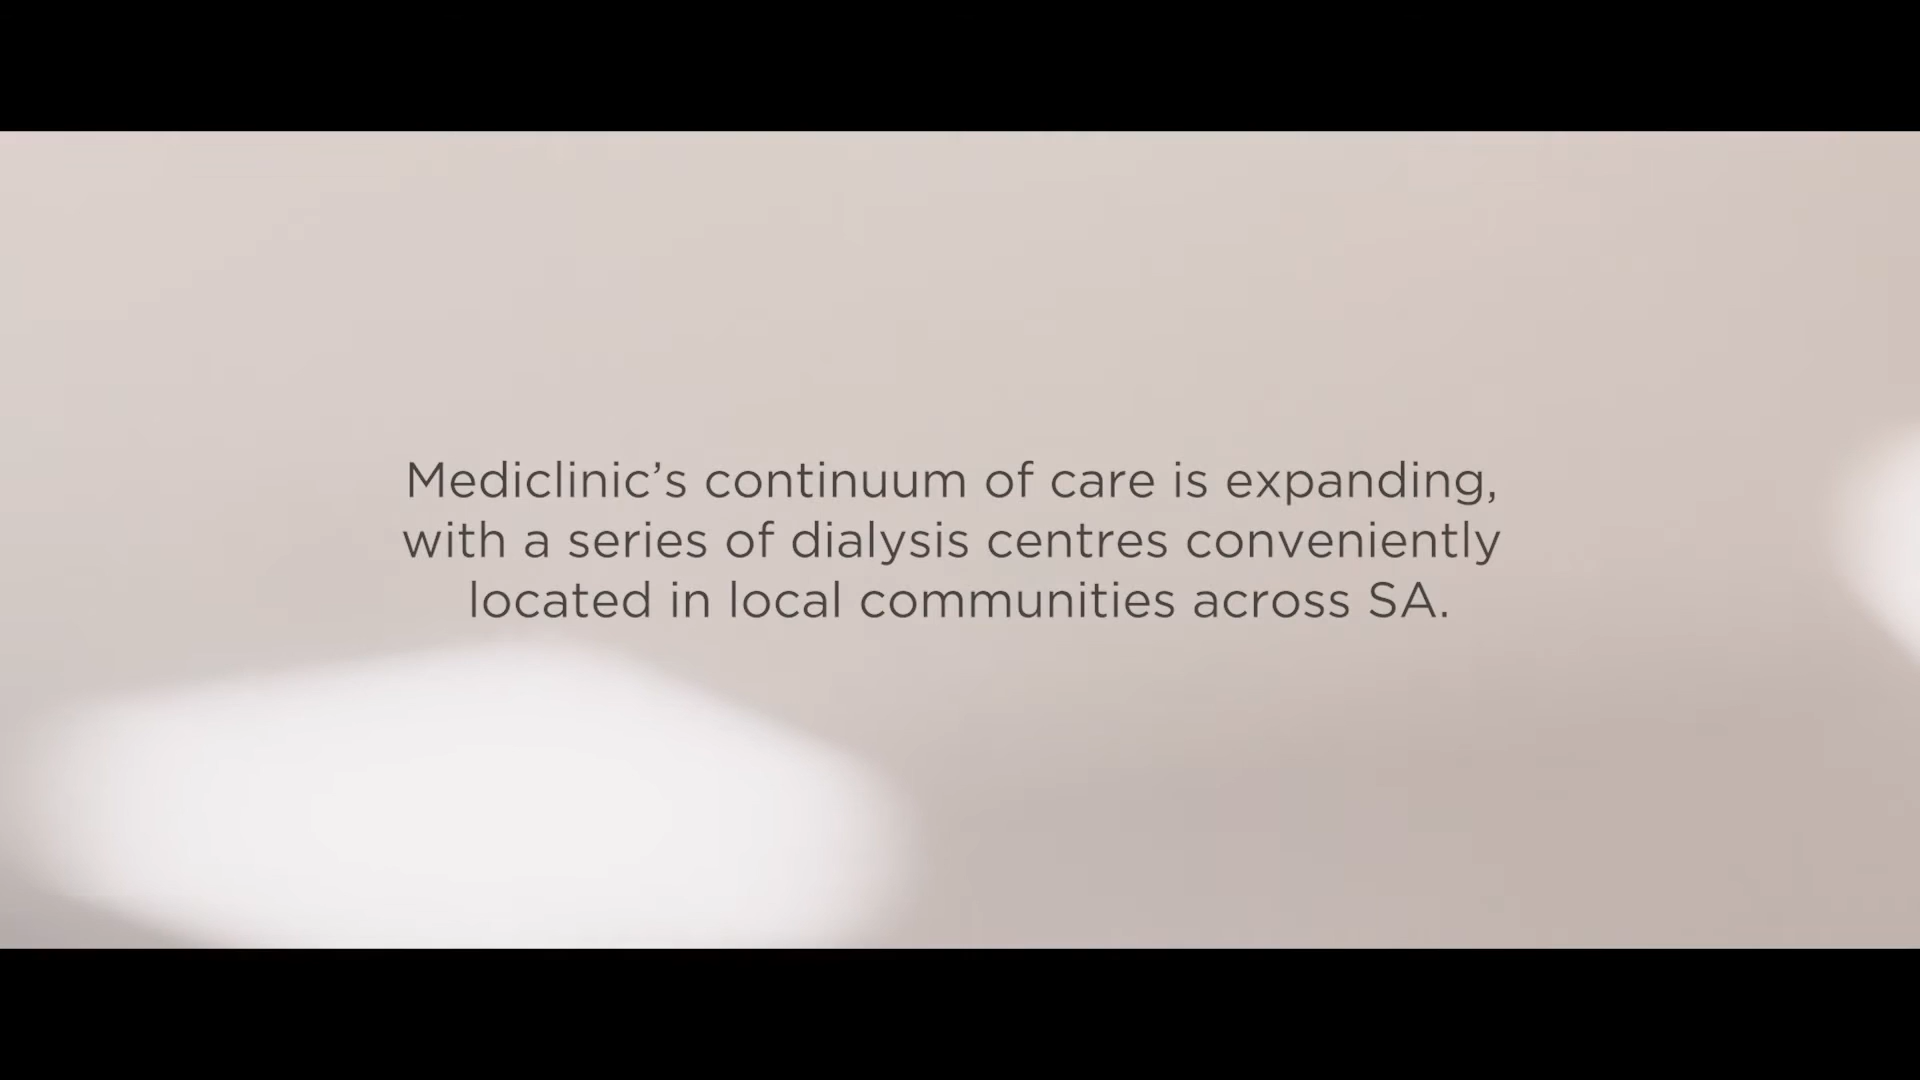 Mediclinic’s continuum of care is expanding,
with a series of dialysis centres conveniently
located in local communities across SA.